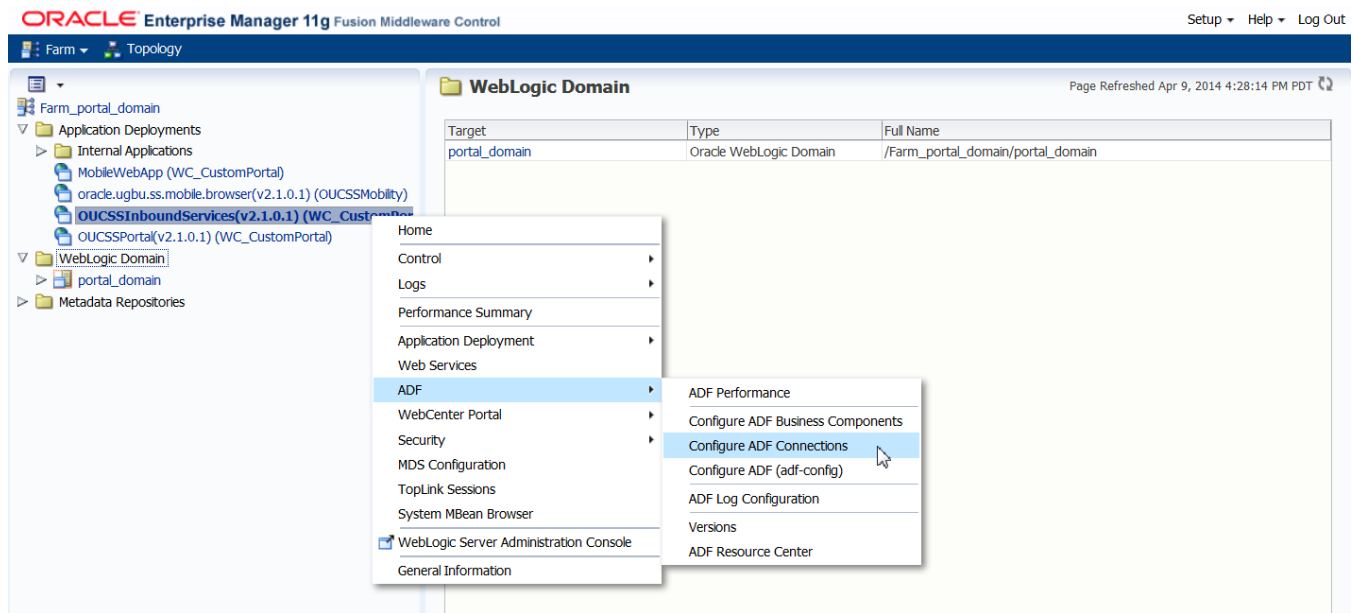 ORACLE Enterprise Manager 11g Fusion Middleware Control
Setup Help Log Out
Farm Topology
Farm_portal_domain
Application Deployments
Internal Applications
MobileWebApp (WC_CustomPortal)
oracle.ugbu.ss.mobile.browser(v2.1.0.1) (OUCSSMobility)
OUCSSInboundServices(v2.1.0.1) (WC_CustomPor
OUCSSPortal(v2.1.0.1) (WC_CustomPortal)
WebLogic Domain
portal_domain
Metadata Repositories
WebLogic Domain
Page Refreshed Apr 9, 2014 4:28:14 PM PDT
Target Type Full Name
portal_domain Oracle WebLogic Domain /Farm_portal_domain/portal_domain
Home
Control
Logs
Performance Summary
Application Deployment
Web Services
ADF
WebCenter Portal
Security
MDS Configuration
TopLink Sessions
System MBean Browser
WebLogic Server Administration Console
General Information
ADF Performance
Configure ADF Business Components
Configure ADF Connections
Configure ADF (adf-config)
ADF Log Configuration
Versions
ADF Resource Center